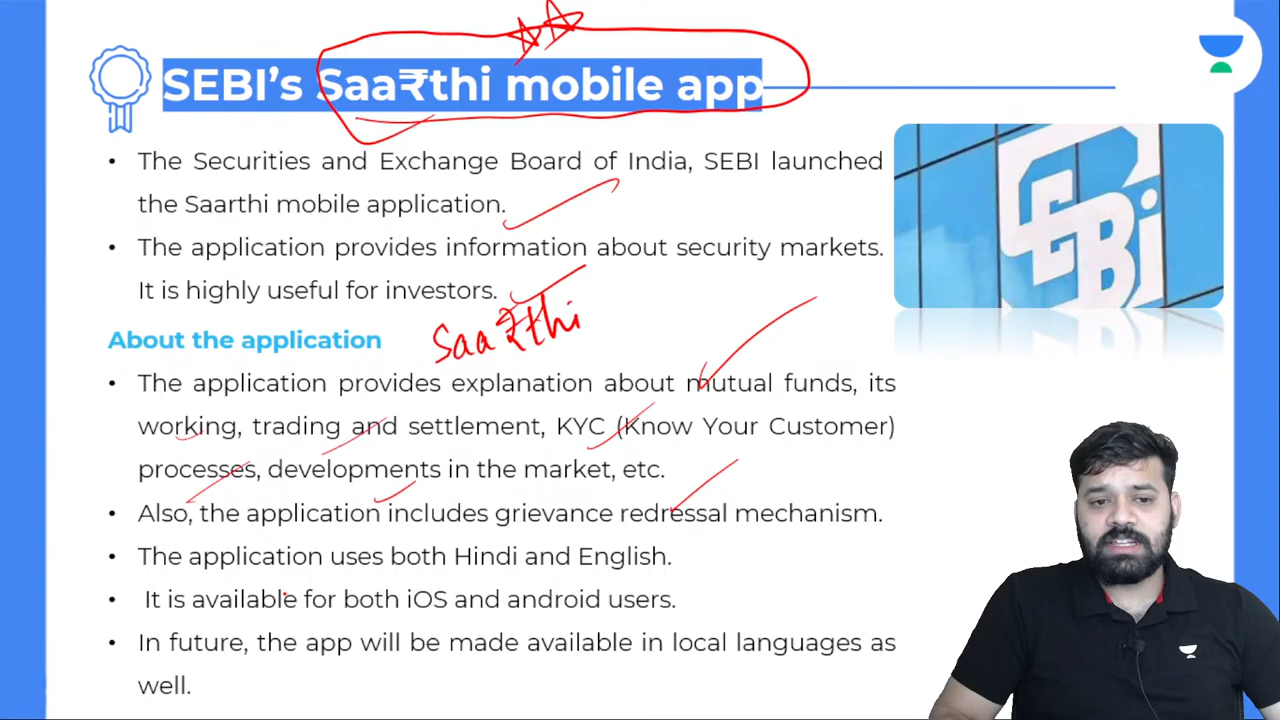 SEBI’s Saa₹thi mobile app
• The Securities and Exchange Board of India, SEBI launched
the Saarthi mobile application.
• The application provides information about security markets.
It is highly useful for investors.
Saa₹thi
About the application
• The application provides explanation about mutual funds, its
working, trading and settlement, KYC (Know Your Customer)
processes, developments in the market, etc.
• Also, the application includes grievance redressal mechanism.
• The application uses both Hindi and English.
• It is available for both iOS and android users.
• In future, the app will be made available in local languages as
well.
SEBI